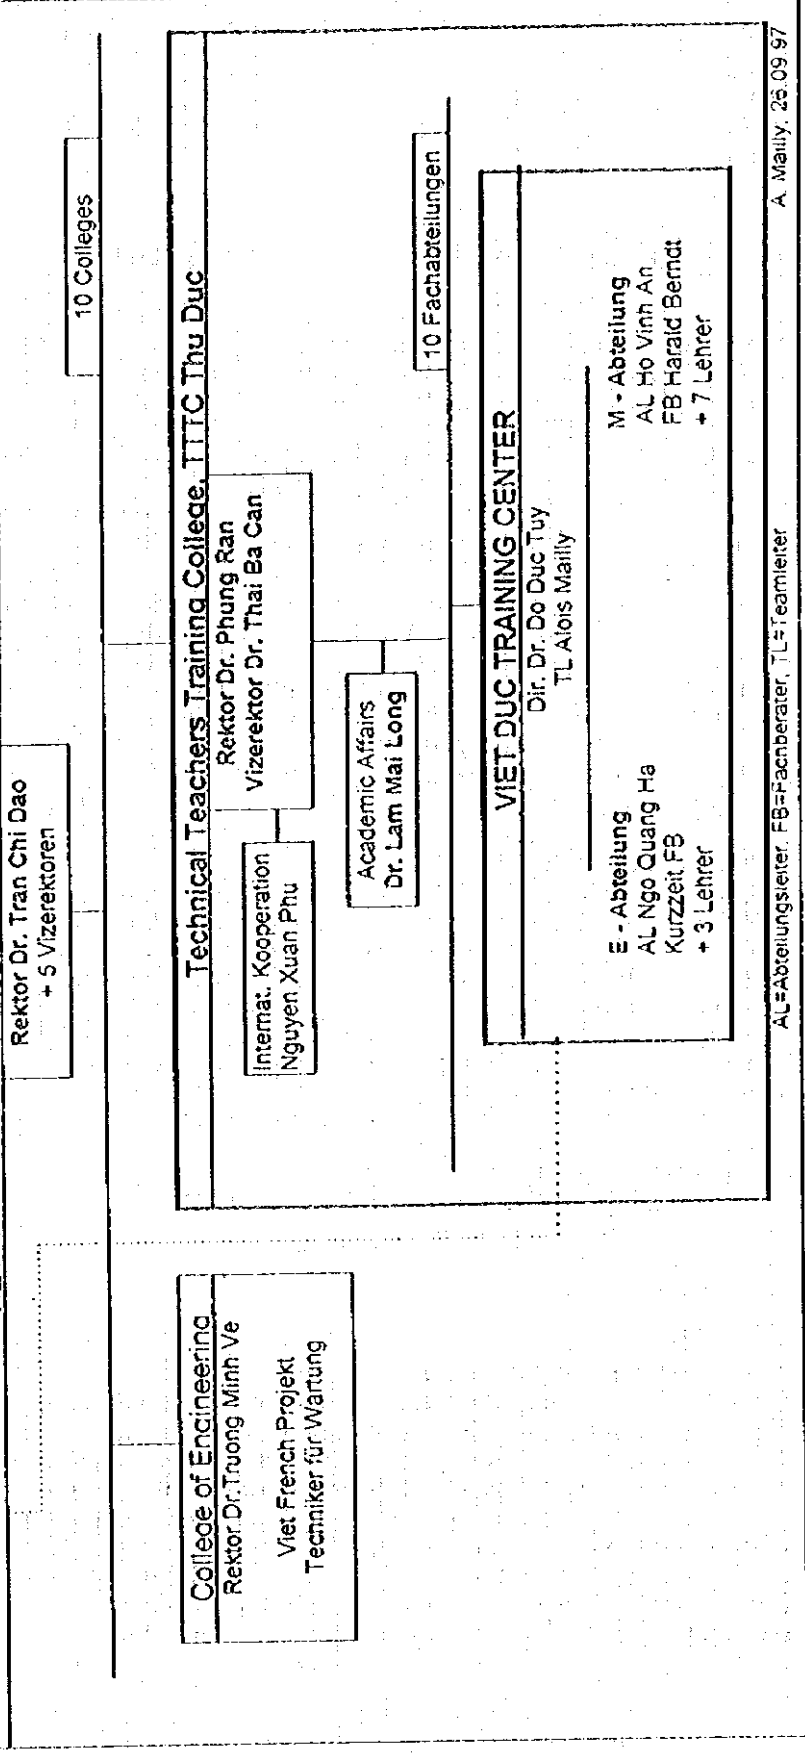 Rektor Dr. Tran Chi Dao
+ 5 Vizerektoren
10 Colleges
College of Engineering
Rektor Dr.Truong Minh Ve
Viet French Projekt
Techniker für Wartung
Technical Teachers Training College, TTTC Thu Duc
Rektor Dr. Phung Ran
Vizerektor Dr. Thai Ba Can
Internat. Kooperation
Nguyen Xuan Phu
Academic Affairs
Dr. Lam Mai Long
10 Fachabteilungen
VIET DUC TRAINING CENTER
Dir. Dr. Do Duc Tuy
TL Alois Mailly
E - Abteilung
AL Ngo Quang Ha
Kurzzeit FB
+ 3 Lehrer
M - Abteilung
AL Ho Vinh An
FB Harald Berndt
+ 7 Lehrer
AL=Abteilungsleiter, FB=Fachberater, TL=Teamleiter
A. Mailly, 26.09.97